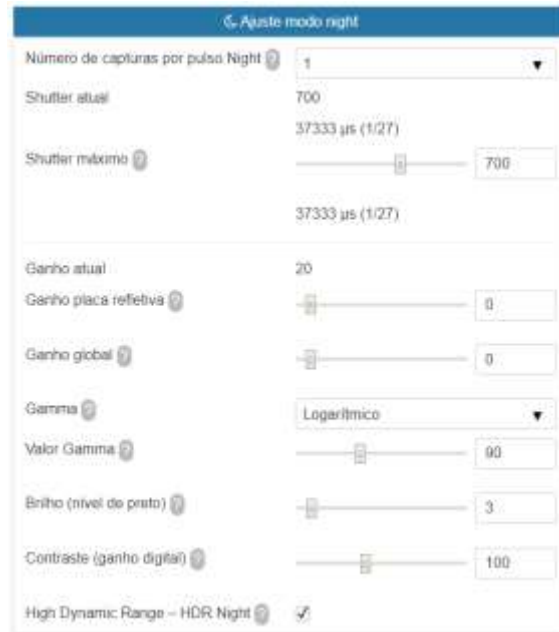 Ajuste modo night
Número de capturas por pulso Night ? 1
Shutter atual 700
37333 µs (1/27)
Shutter máximo ? 700
37333 µs (1/27)
Ganho atual 20
Ganho placa refletiva ? 0
Ganho global ? 0
Gamma ? Logarítmico
Valor Gamma ? 90
Brilho (nível de preto) ? 3
Contraste (ganho digital) ? 100
High Dynamic Range – HDR Night ?